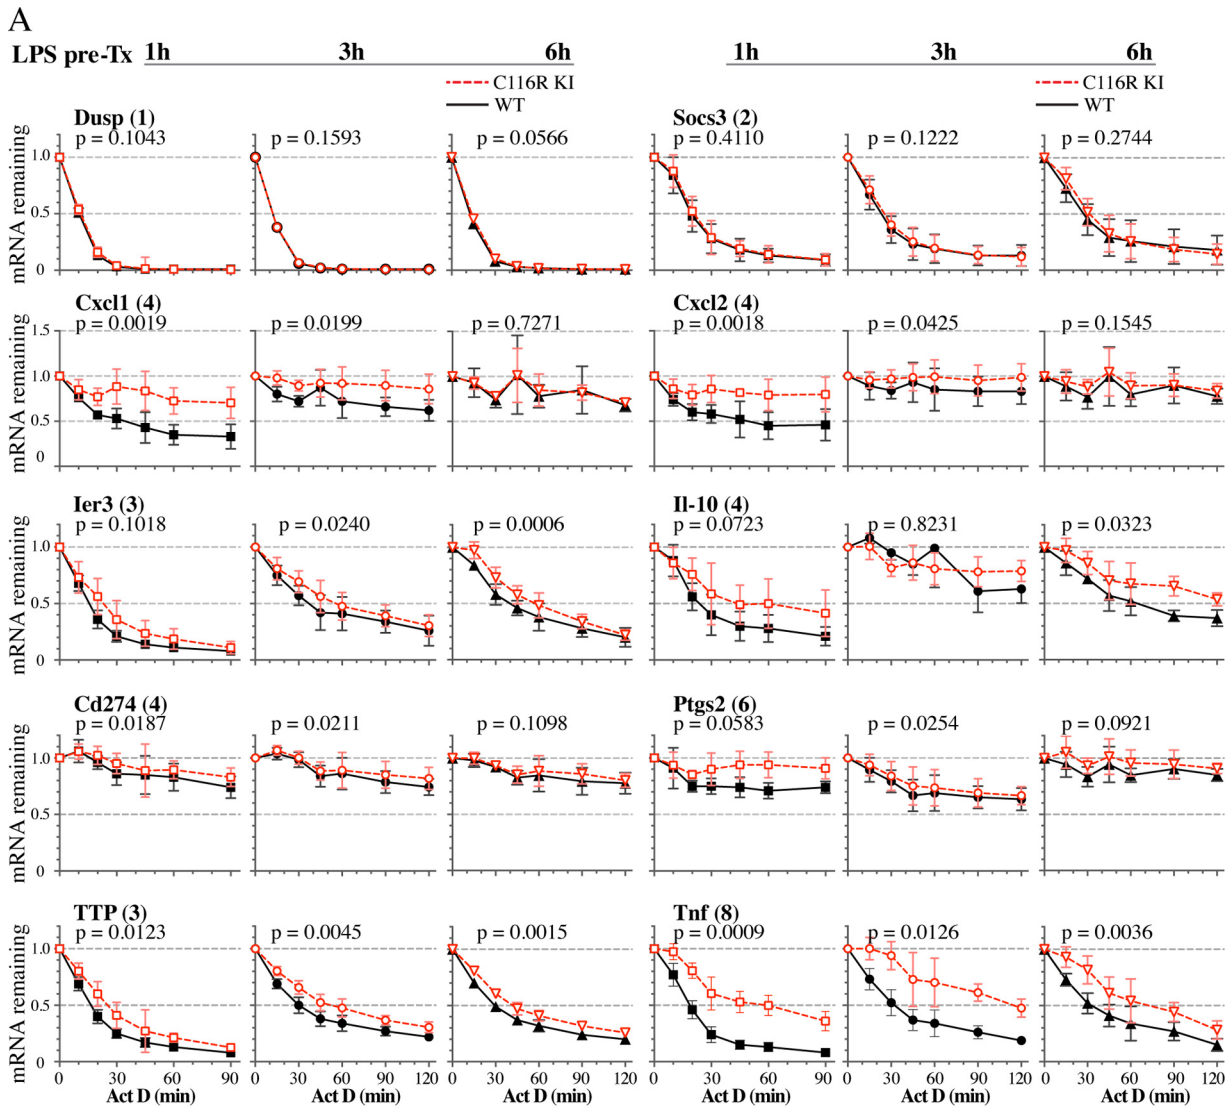 A
LPS pre-Tx 1h 3h 6h 1h 3h 6h
C116R KI C116R KI
WT WT
Dusp (1) Socs3 (2)
p = 0.1043 p = 0.1593 p = 0.0566 p = 0.4110 p = 0.1222 p = 0.2744
mRNA remaining
1.0
0.5
0
Cxcl1 (4) Cxcl2 (4)
p = 0.0019 p = 0.0199 p = 0.7271 p = 0.0018 p = 0.0425 p = 0.1545
mRNA remaining
1.5
1.0
0.5
0
Ier3 (3) Il-10 (4)
p = 0.1018 p = 0.0240 p = 0.0006 p = 0.0723 p = 0.8231 p = 0.0323
mRNA remaining
1.0
0.5
0
Cd274 (4) Ptgs2 (6)
p = 0.0187 p = 0.0211 p = 0.1098 p = 0.0583 p = 0.0254 p = 0.0921
mRNA remaining
1.0
0.5
0
TTP (3) Tnf (8)
p = 0.0123 p = 0.0045 p = 0.0015 p = 0.0009 p = 0.0126 p = 0.0036
mRNA remaining
1.0
0.5
0
0 30 60 90 0 30 60 90 120 0 30 60 90 120 0 30 60 90 0 30 60 90 120 0 30 60 90 120
Act D (min) Act D (min) Act D (min) Act D (min) Act D (min) Act D (min)